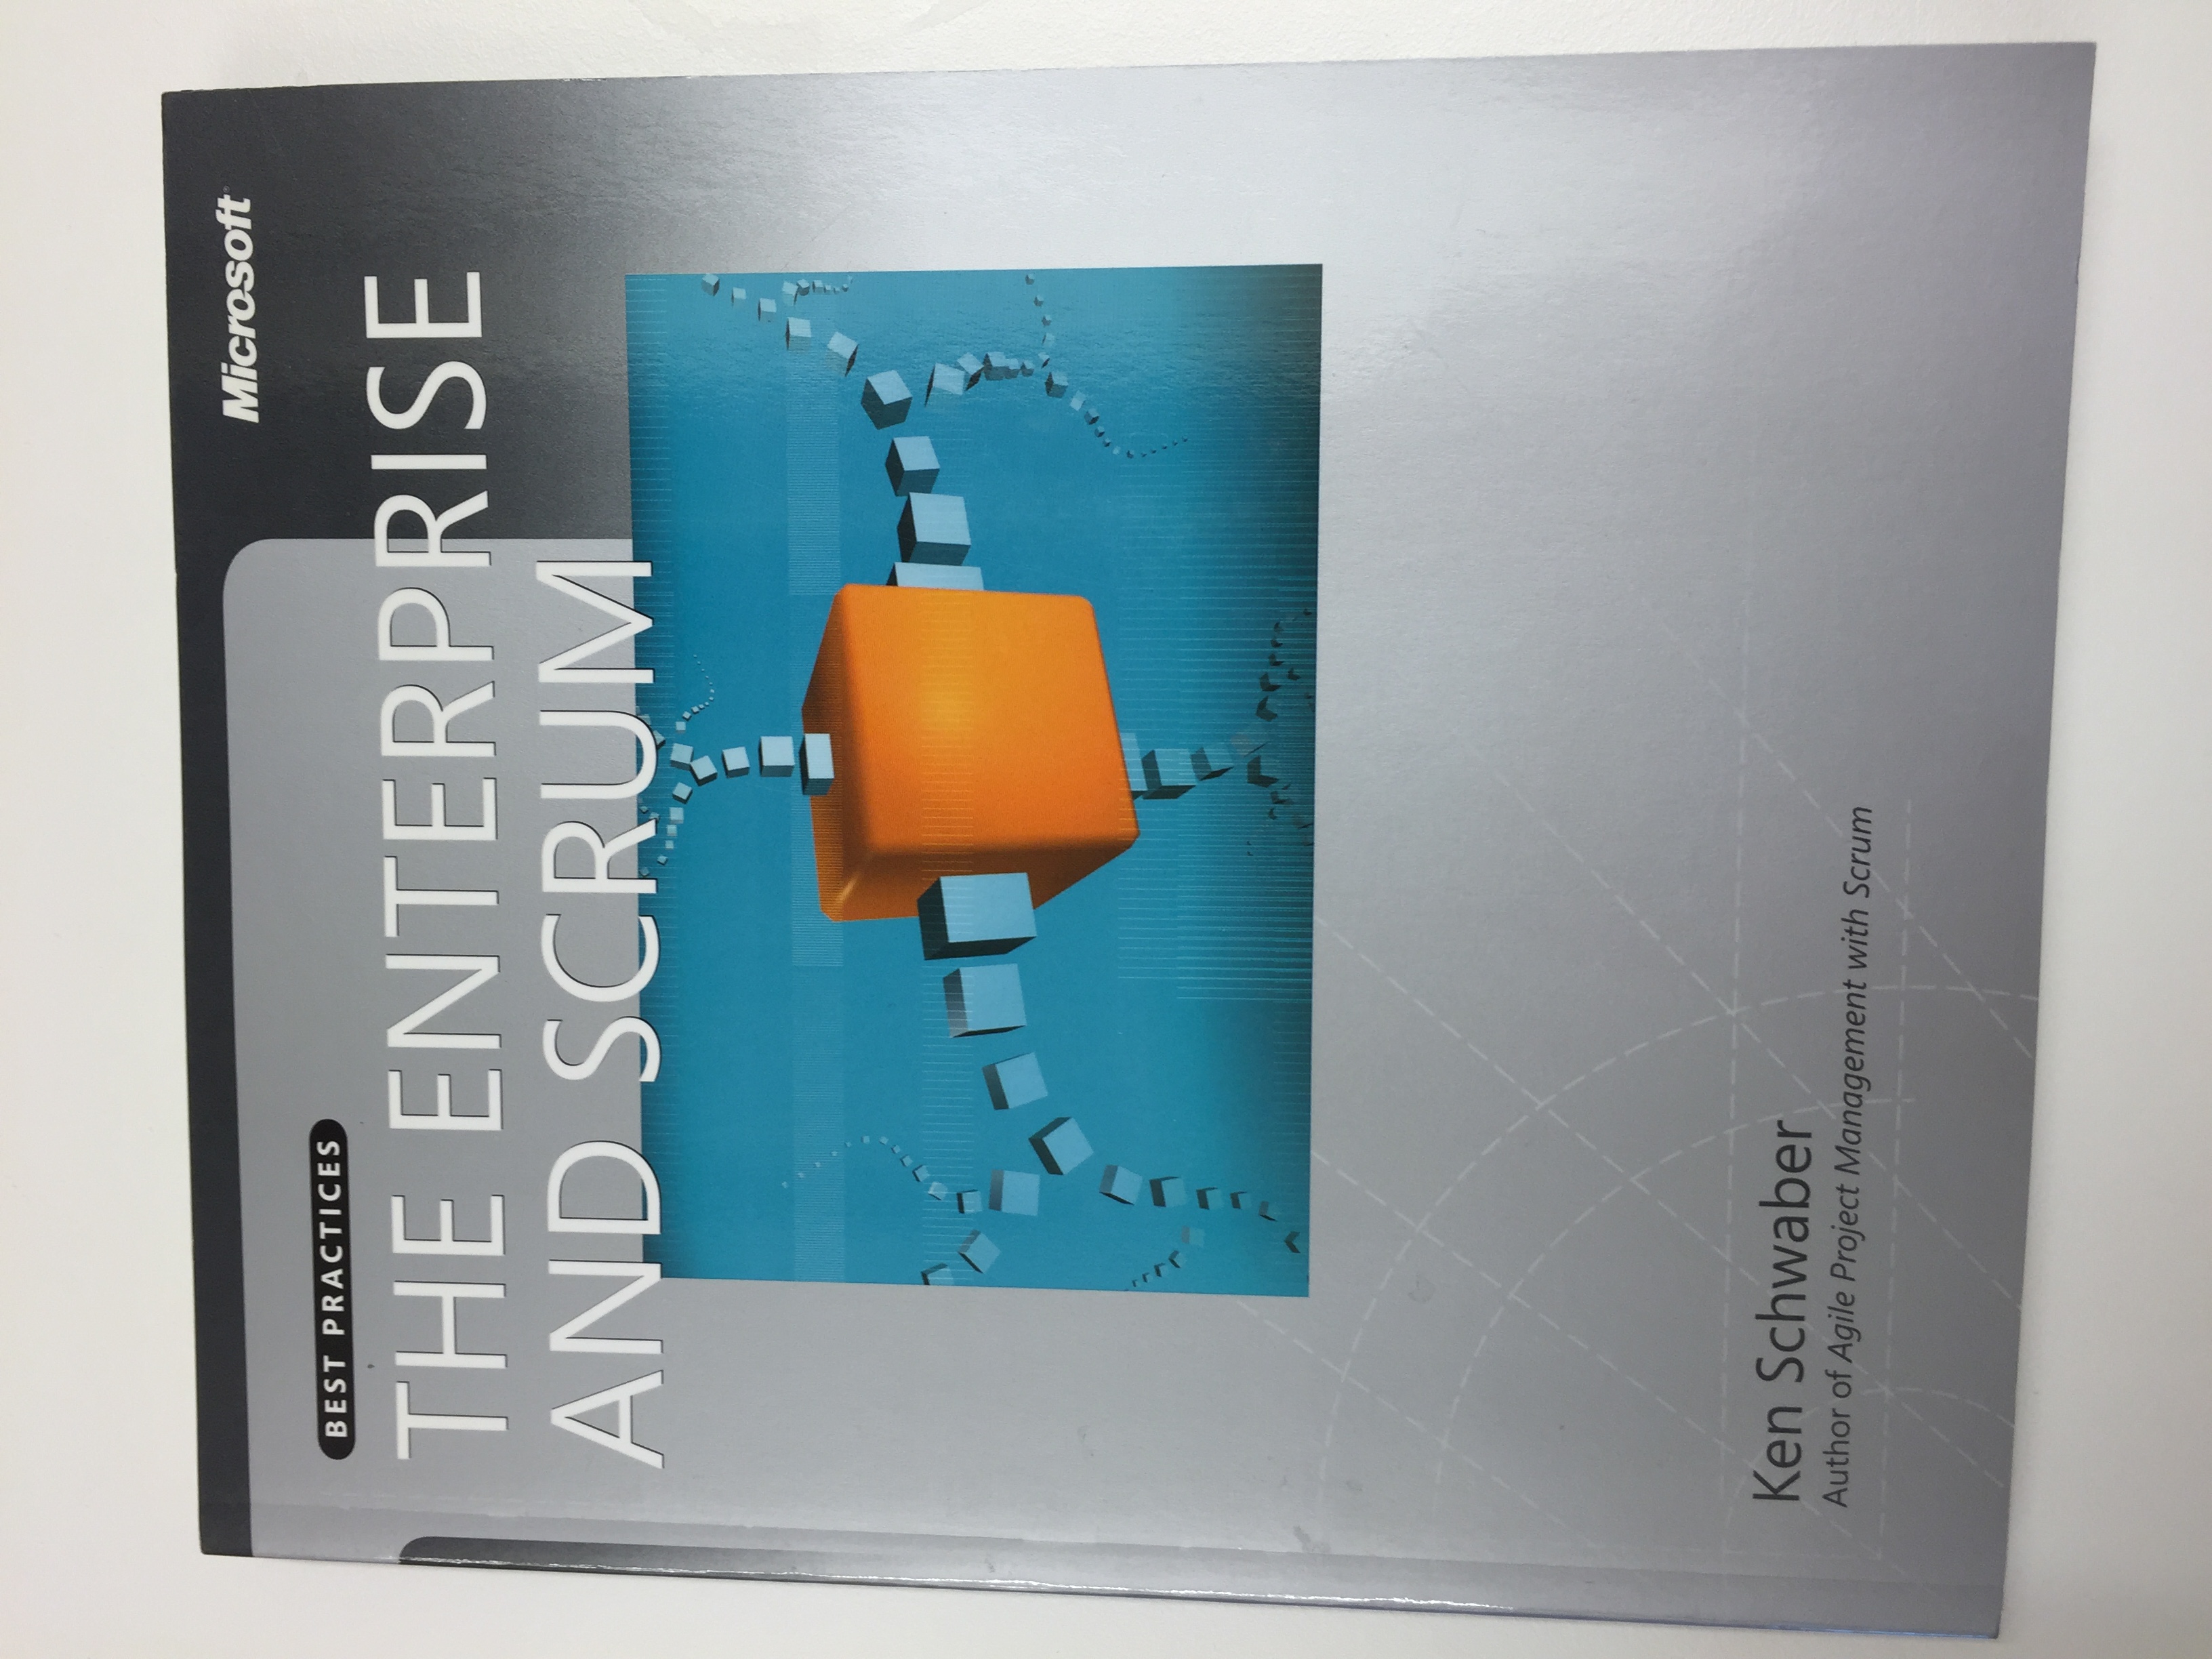 Microsoft
BEST PRACTICES
THE ENTERPRISE
AND SCRUM
Ken Schwaber
Author of Agile Project Management with Scrum